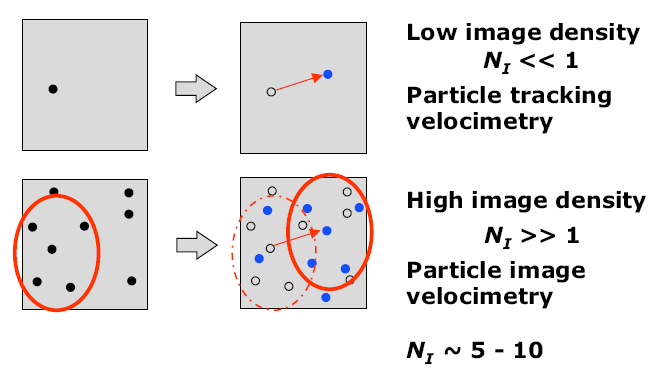 Low image density
N_I << 1
Particle tracking
velocimetry
High image density
N_I >> 1
Particle image
velocimetry
N_I ~ 5 - 10